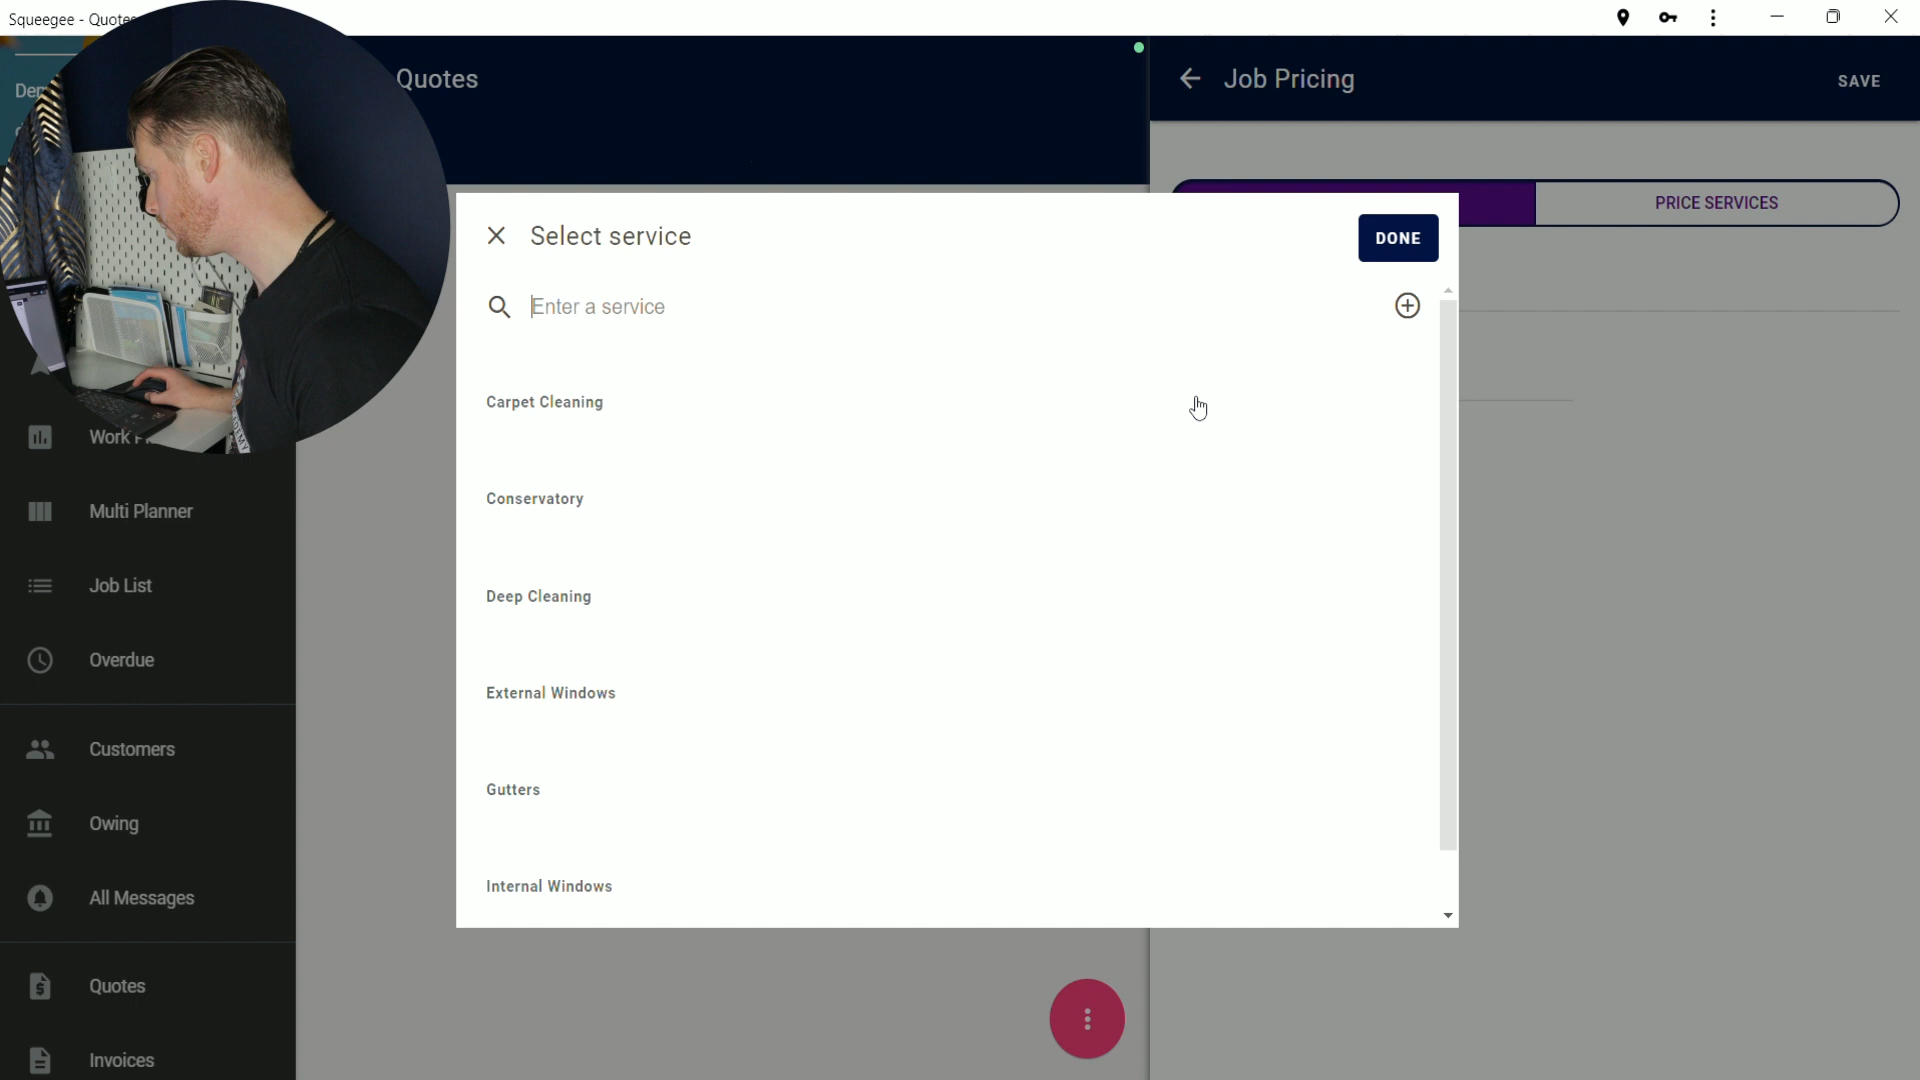 Squeegee - Quotes
Quotes
Job Pricing
SAVE
PRICE SERVICES
Select service
DONE
Enter a service
Carpet Cleaning
Conservatory
Deep Cleaning
External Windows
Gutters
Internal Windows
Work
Multi Planner
Job List
Overdue
Customers
Owing
All Messages
Quotes
Invoices